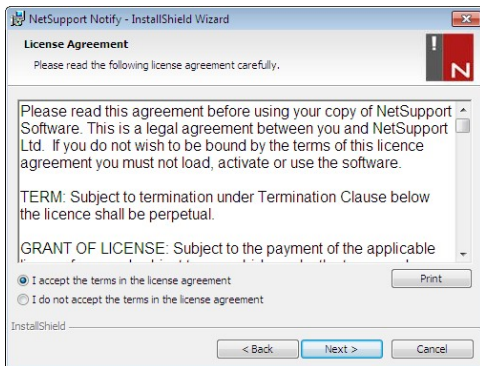 NetSupport Notify - InstallShield Wizard
License Agreement
Please read the following license agreement carefully.
! N
Please read this agreement before using your copy of NetSupport
Software. This is a legal agreement between you and NetSupport
Ltd. If you do not wish to be bound by the terms of this licence
agreement you must not load, activate or use the software.
TERM: Subject to termination under Termination Clause below
the licence shall be perpetual.
GRANT OF LICENSE: Subject to the payment of the applicable
I accept the terms in the license agreement
Print
I do not accept the terms in the license agreement
InstallShield
< Back
Next >
Cancel